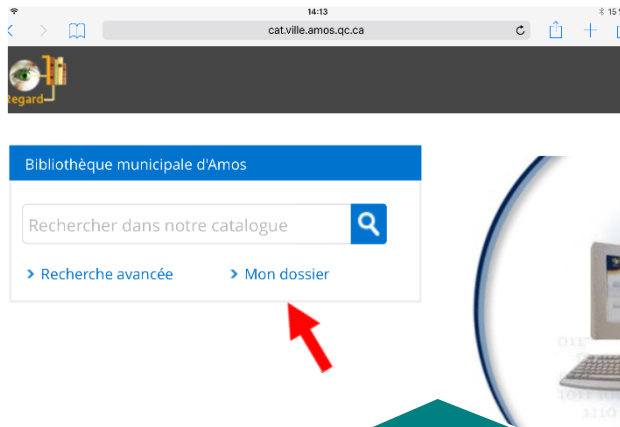 14:13
15
cat.ville.amos.qc.ca
Regard
Bibliothèque municipale d'Amos
Rechercher dans notre catalogue
> Recherche avancée
> Mon dossier